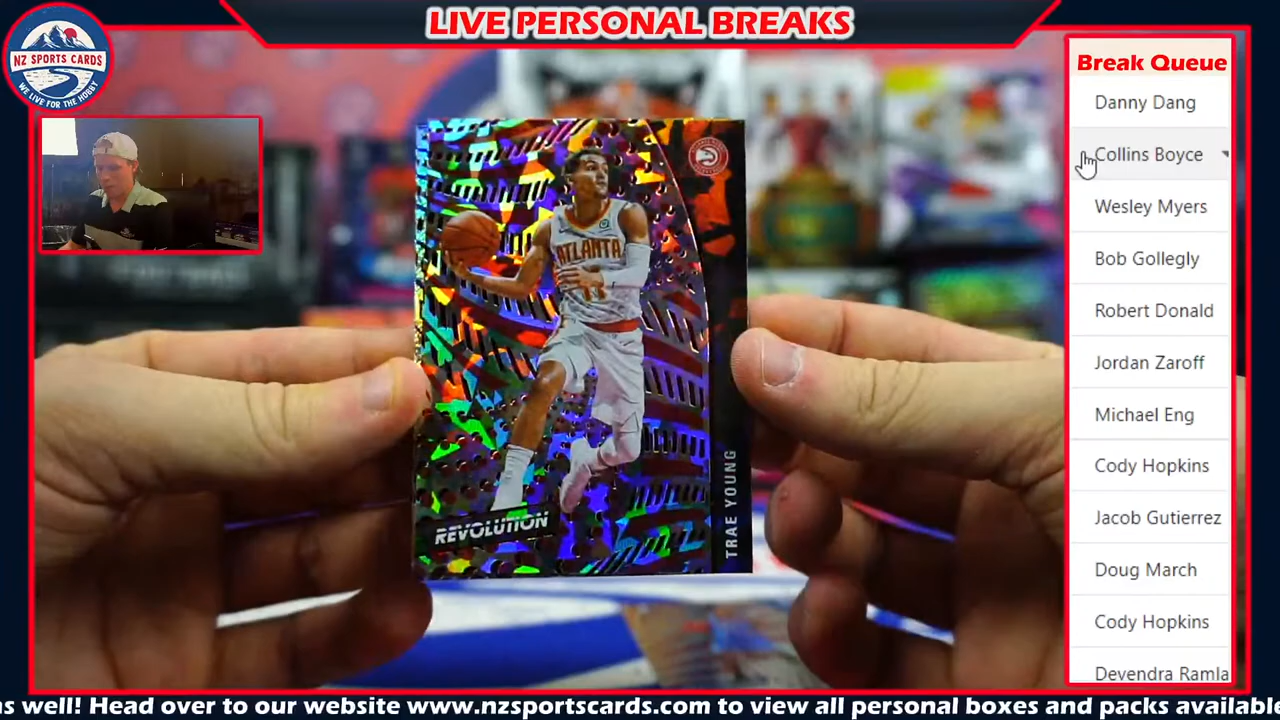 LIVE PERSONAL BREAKS
NZ SPORTS CARDS
WE LIVE FOR THE HOBBY
Break Queue
Danny Dang
Collins Boyce
Wesley Myers
Bob Gollegly
Robert Donald
Jordan Zaroff
Michael Eng
Cody Hopkins
Jacob Gutierrez
Doug March
Cody Hopkins
Devendra Ramla
ATLANTA
11
REVOLUTION
TRAE YOUNG
as well! Head over to our website www.nzsportscards.com to view all personal boxes and packs available